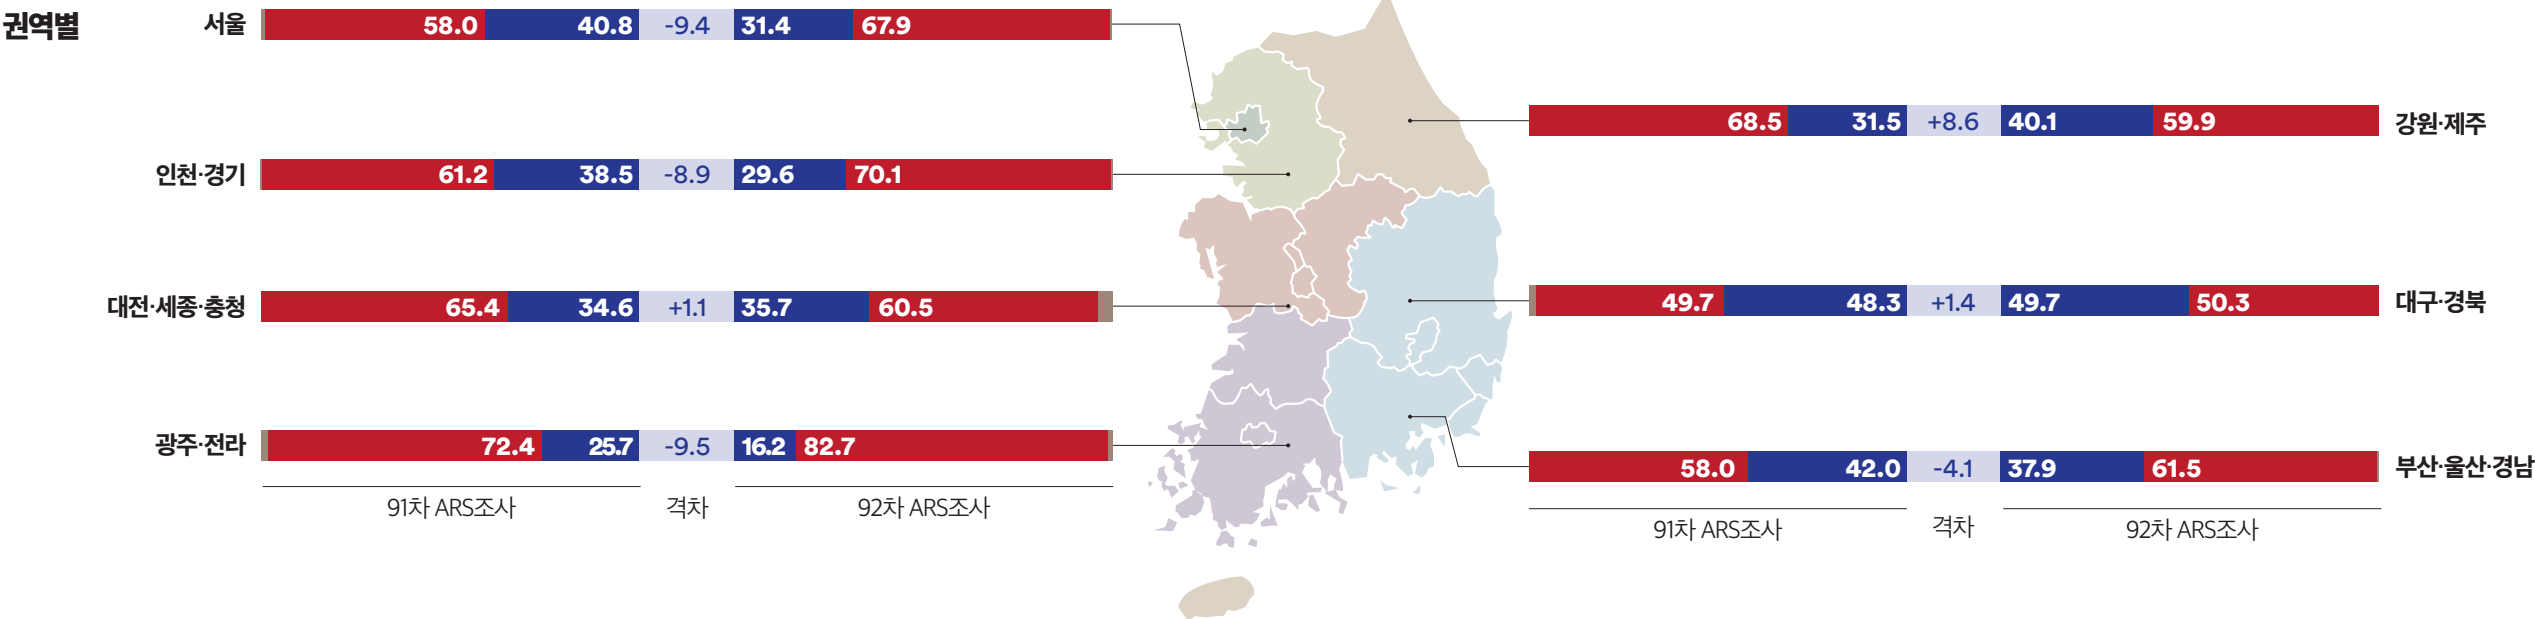 권역별
서울 58.0 40.8 -9.4 31.4 67.9
인천·경기 61.2 38.5 -8.9 29.6 70.1
대전·세종·충청 65.4 34.6 +1.1 35.7 60.5
광주·전라 72.4 25.7 -9.5 16.2 82.7
91차 ARS조사 격차 92차 ARS조사
68.5 31.5 +8.6 40.1 59.9 강원·제주
49.7 48.3 +1.4 49.7 50.3 대구·경북
58.0 42.0 -4.1 37.9 61.5 부산·울산·경남
91차 ARS조사 격차 92차 ARS조사